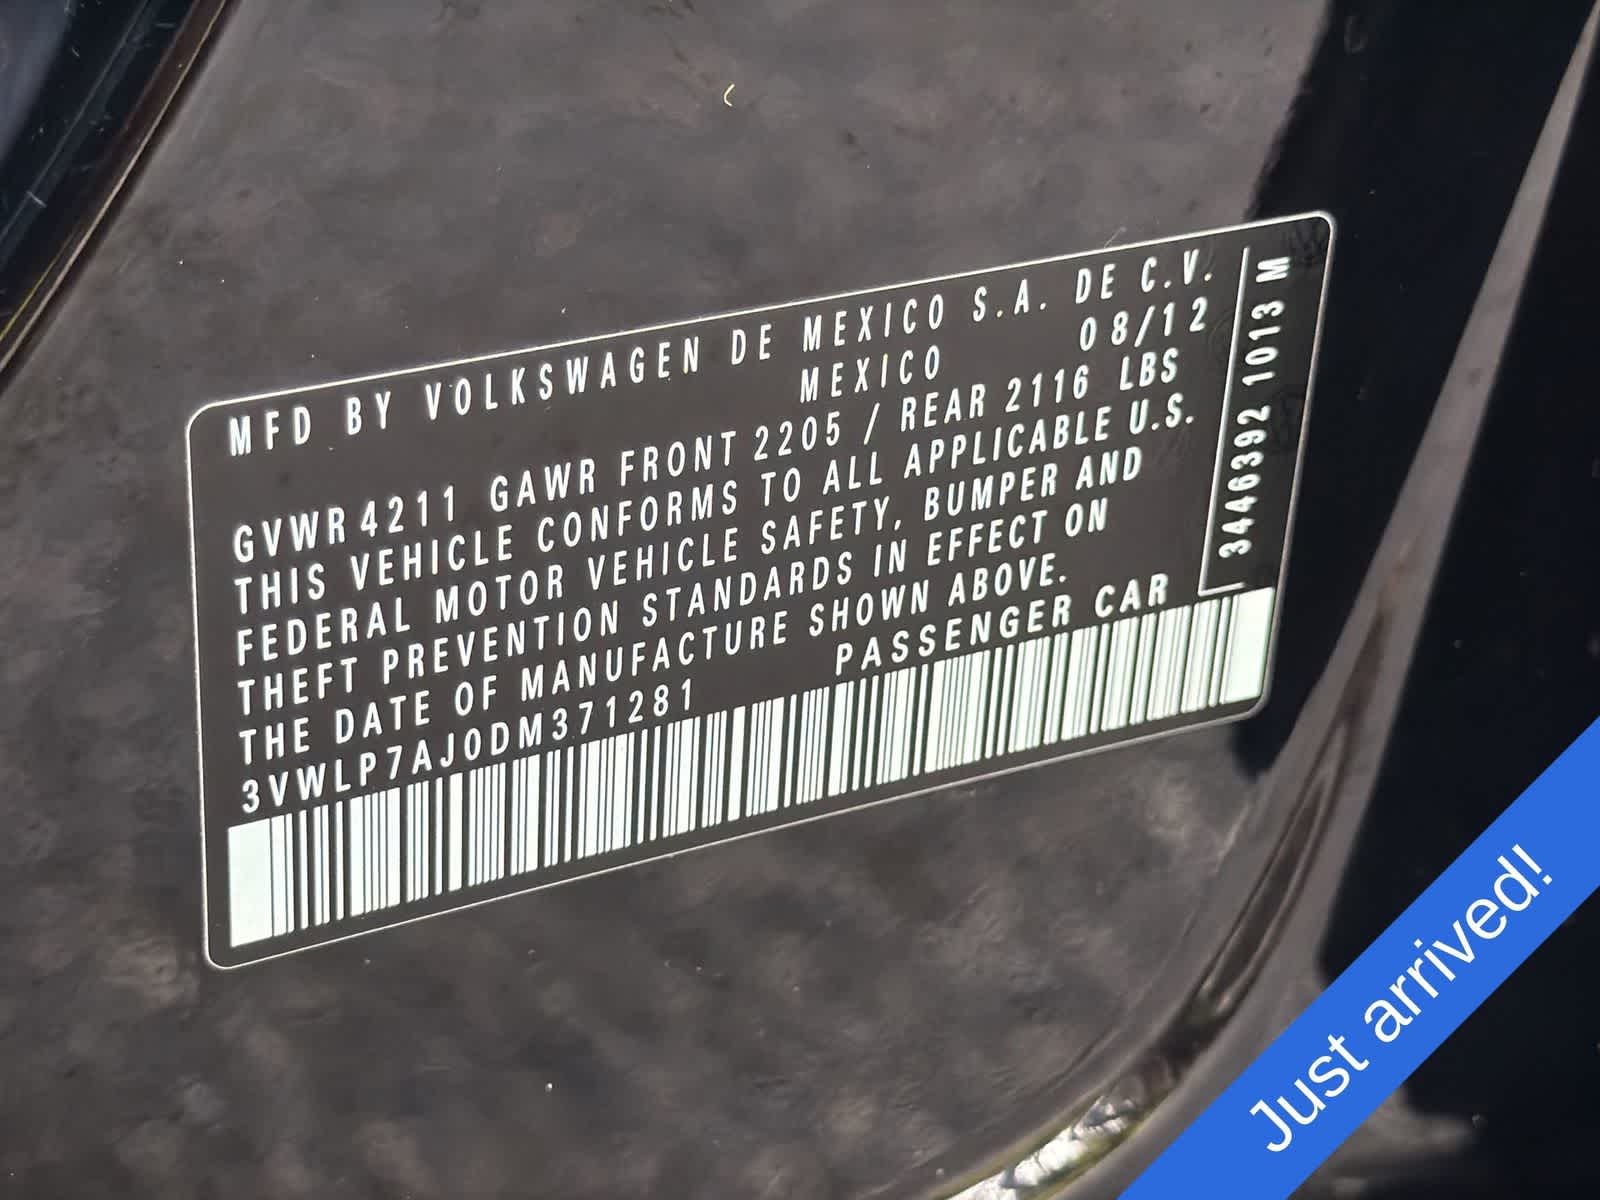 MFD BY VOLKSWAGEN DE MEXICO S.A. DE C.V.
MEXICO 08/12
GVWR 4211 GAWR FRONT 2205 / REAR 2116 LBS
THIS VEHICLE CONFORMS TO ALL APPLICABLE U.S.
FEDERAL MOTOR VEHICLE SAFETY, BUMPER AND
THEFT PREVENTION STANDARDS IN EFFECT ON
THE DATE OF MANUFACTURE SHOWN ABOVE.
3VWLP7AJ0DM371281 PASSENGER CAR
34463921013 M
Just arrived!